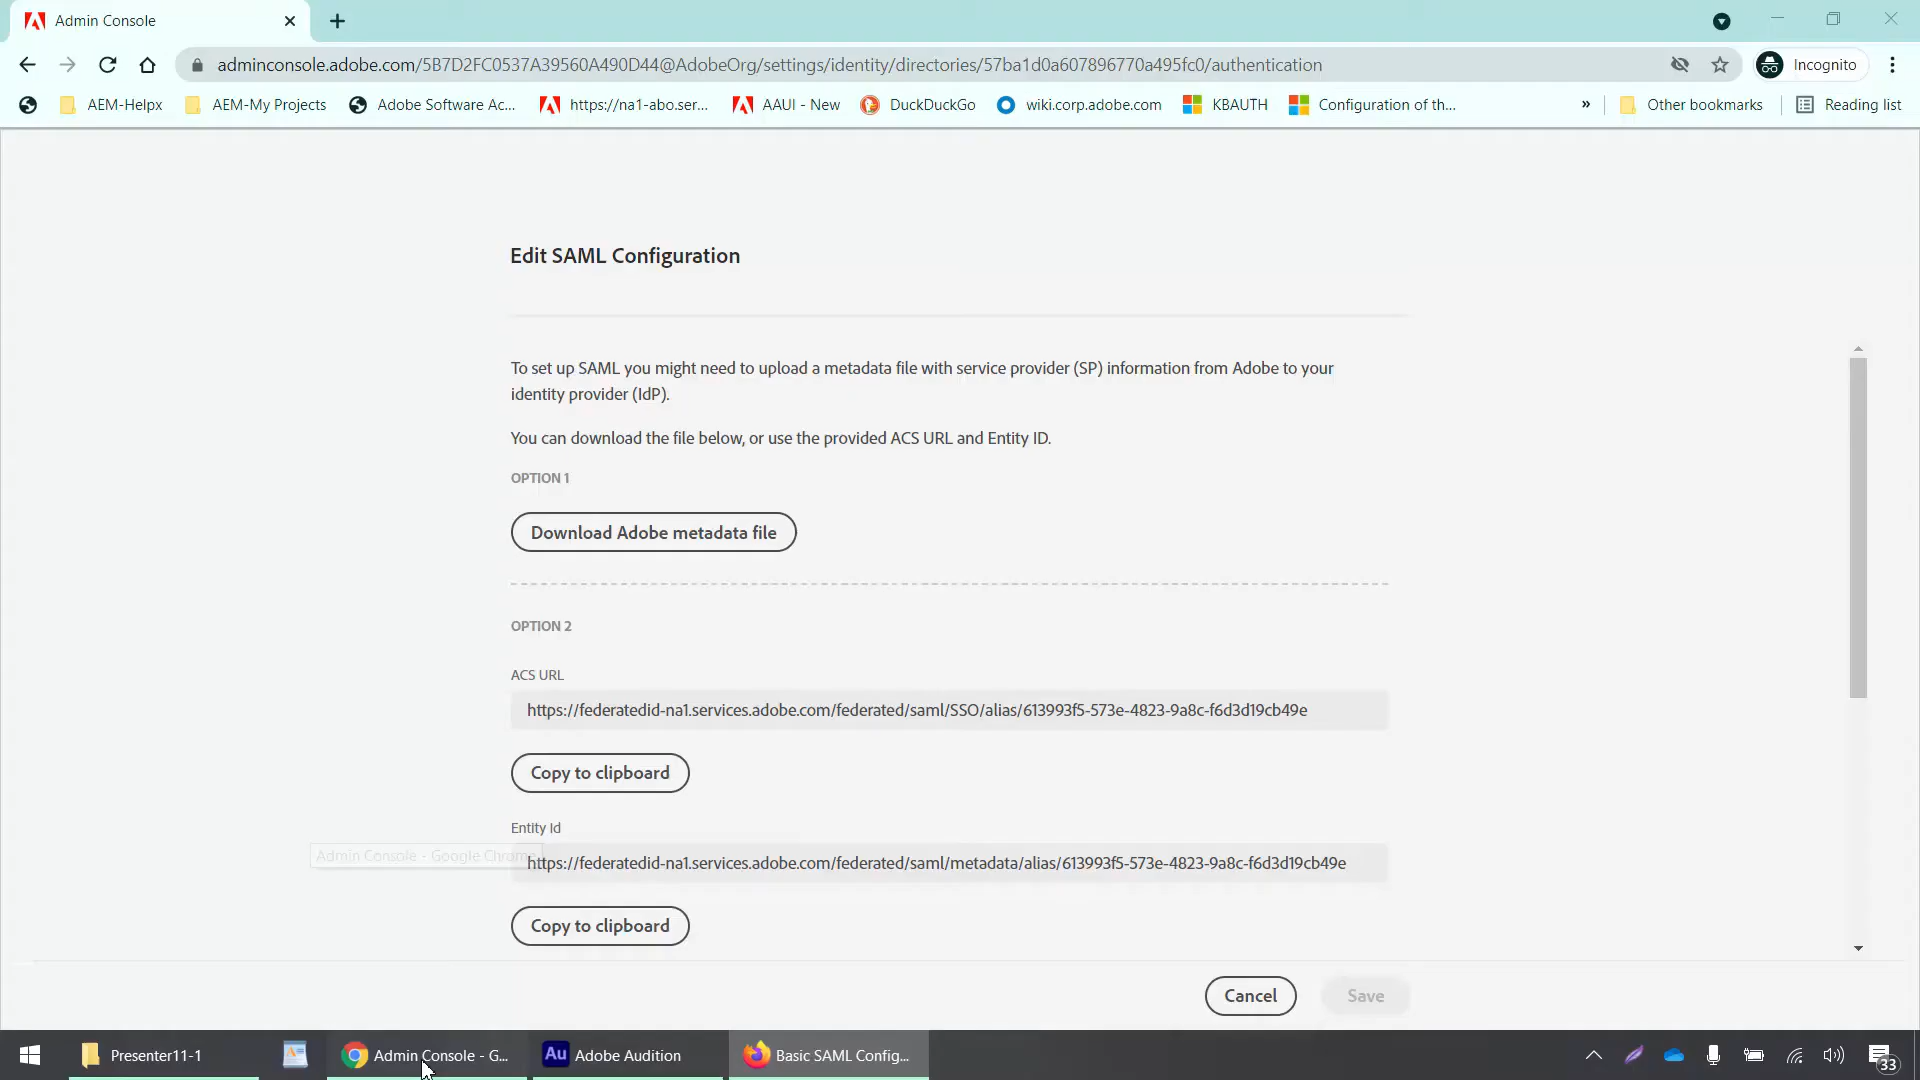 Admin Console
adminconsole.adobe.com/5B7D2FC0537A39560A490D44@AdobeOrg/settings/identity/directories/57ba1d0a607896770a495fc0/authentication
Incognito
AEM-Helpx
AEM-My Projects
Adobe Software Ac...
https://na1-abo.ser...
AAUI - New
DuckDuckGo
wiki.corp.adobe.com
KBAUTH
Configuration of th...
»
Other bookmarks
Reading list
Edit SAML Configuration
To set up SAML you might need to upload a metadata file with service provider (SP) information from Adobe to your
identity provider (IdP).
You can download the file below, or use the provided ACS URL and Entity ID.
OPTION 1
Download Adobe metadata file
OPTION 2
ACS URL
https://federatedid-na1.services.adobe.com/federated/saml/SSO/alias/613993f5-573e-4823-9a8c-f6d3d19cb49e
Copy to clipboard
Entity Id
Admin Console - Google Chrome
https://federatedid-na1.services.adobe.com/federated/saml/metadata/alias/613993f5-573e-4823-9a8c-f6d3d19cb49e
Copy to clipboard
Cancel
Save
Presenter11-1
Admin Console - G...
Au
Adobe Audition
Basic SAML Config...
33